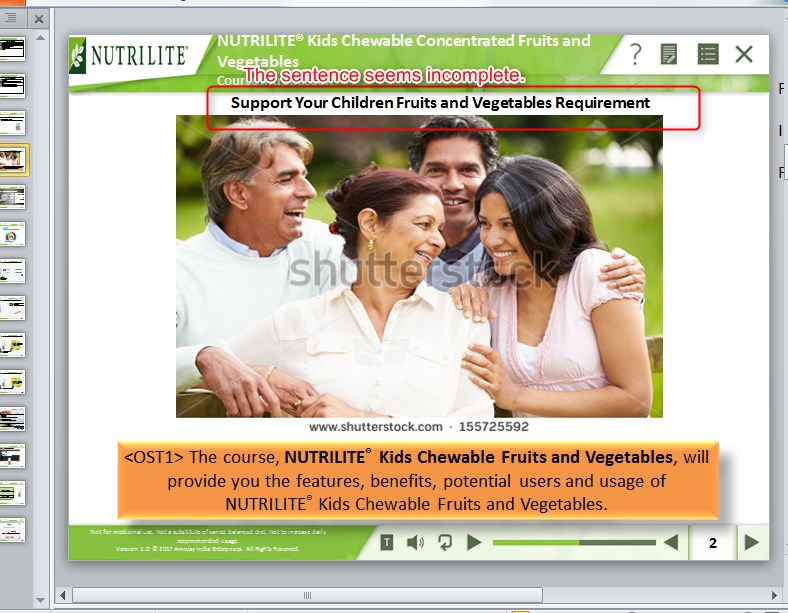 NUTRILITE®
NUTRILITE® Kids Chewable Concentrated Fruits and
Vegetables
The sentence seems incomplete.
Support Your Children Fruits and Vegetables Requirement
shutterstock
www.shutterstock.com · 155725592
<OST1> The course, NUTRILITE® Kids Chewable Fruits and Vegetables, will
provide you the features, benefits, potential users and usage of
NUTRILITE® Kids Chewable Fruits and Vegetables.
Not for medicinal use. Not a substitute of varied balanced diet. Not to increase daily
recommended usage.
Version 1.0 © 2017 Amway India Enterprises. All Rights Reserved.
T
2